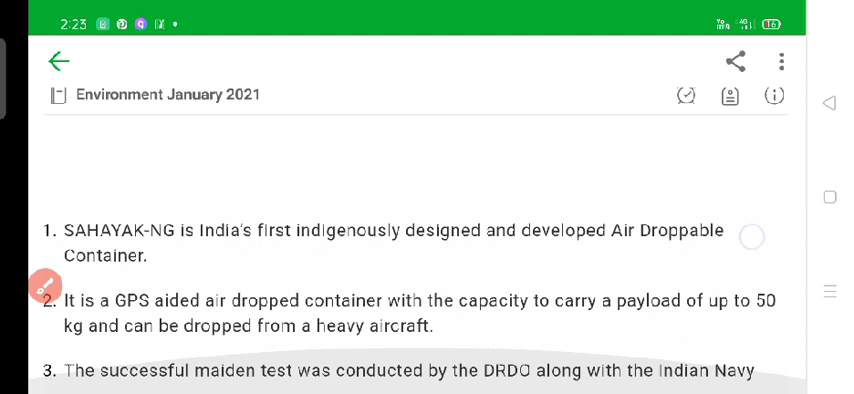 2:23
4G
16
Environment January 2021
1. SAHAYAK-NG is India's first indigenously designed and developed Air Droppable
Container.
2. It is a GPS aided air dropped container with the capacity to carry a payload of up to 50
kg and can be dropped from a heavy aircraft.
3. The successful maiden test was conducted by the DRDO along with the Indian Navy